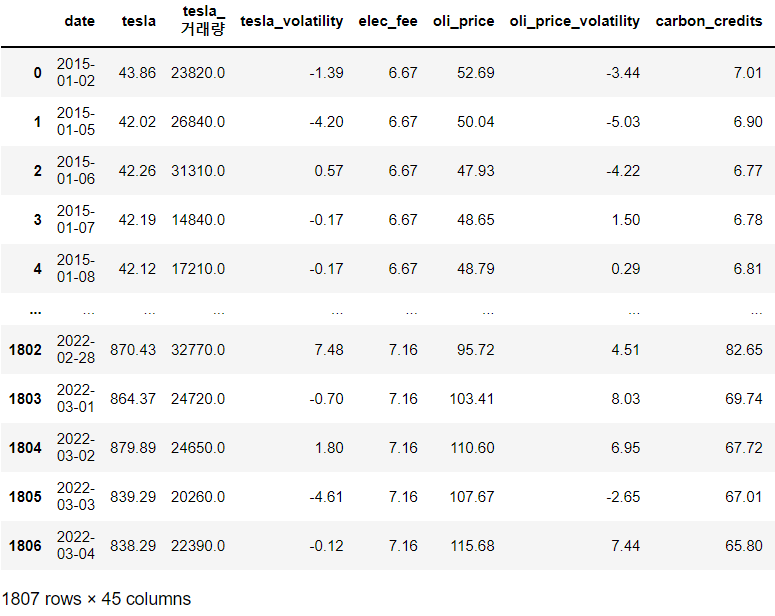 date tesla tesla_거래량 tesla_volatility elec_fee oli_price oli_price_volatility carbon_credits
0 2015-01-02 43.86 23820.0 -1.39 6.67 52.69 -3.44 7.01
1 2015-01-05 42.02 26840.0 -4.20 6.67 50.04 -5.03 6.90
2 2015-01-06 42.26 31310.0 0.57 6.67 47.93 -4.22 6.77
3 2015-01-07 42.19 14840.0 -0.17 6.67 48.65 1.50 6.78
4 2015-01-08 42.12 17210.0 -0.17 6.67 48.79 0.29 6.81
... ... ... ... ... ... ... ... ...
1802 2022-02-28 870.43 32770.0 7.48 7.16 95.72 4.51 82.65
1803 2022-03-01 864.37 24720.0 -0.70 7.16 103.41 8.03 69.74
1804 2022-03-02 879.89 24650.0 1.80 7.16 110.60 6.95 67.72
1805 2022-03-03 839.29 20260.0 -4.61 7.16 107.67 -2.65 67.01
1806 2022-03-04 838.29 22390.0 -0.12 7.16 115.68 7.44 65.80
1807 rows × 45 columns